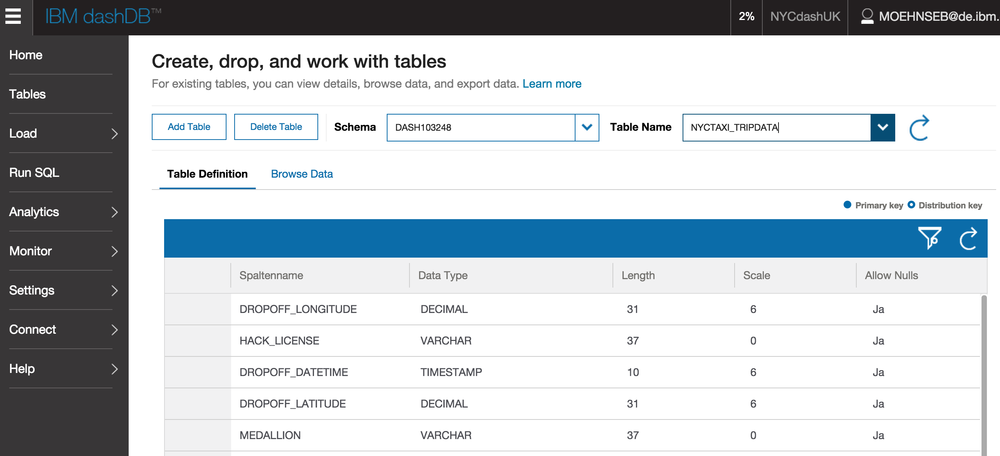 IBM dashDB™
2%
NYCdashUK
MOEHNSEB@de.ibm.
Home
Tables
Load
Run SQL
Analytics
Monitor
Settings
Connect
Help
Create, drop, and work with tables
For existing tables, you can view details, browse data, and export data. Learn more
Add Table Delete Table Schema DASH103248 Table Name NYCTAXI_TRIPDATA
Table Definition Browse Data
Primary key Distribution key
Spaltenname Data Type Length Scale Allow Nulls
DROPOFF_LONGITUDE DECIMAL 31 6 Ja
HACK_LICENSE VARCHAR 37 0 Ja
DROPOFF_DATETIME TIMESTAMP 10 6 Ja
DROPOFF_LATITUDE DECIMAL 31 6 Ja
MEDALLION VARCHAR 37 0 Ja